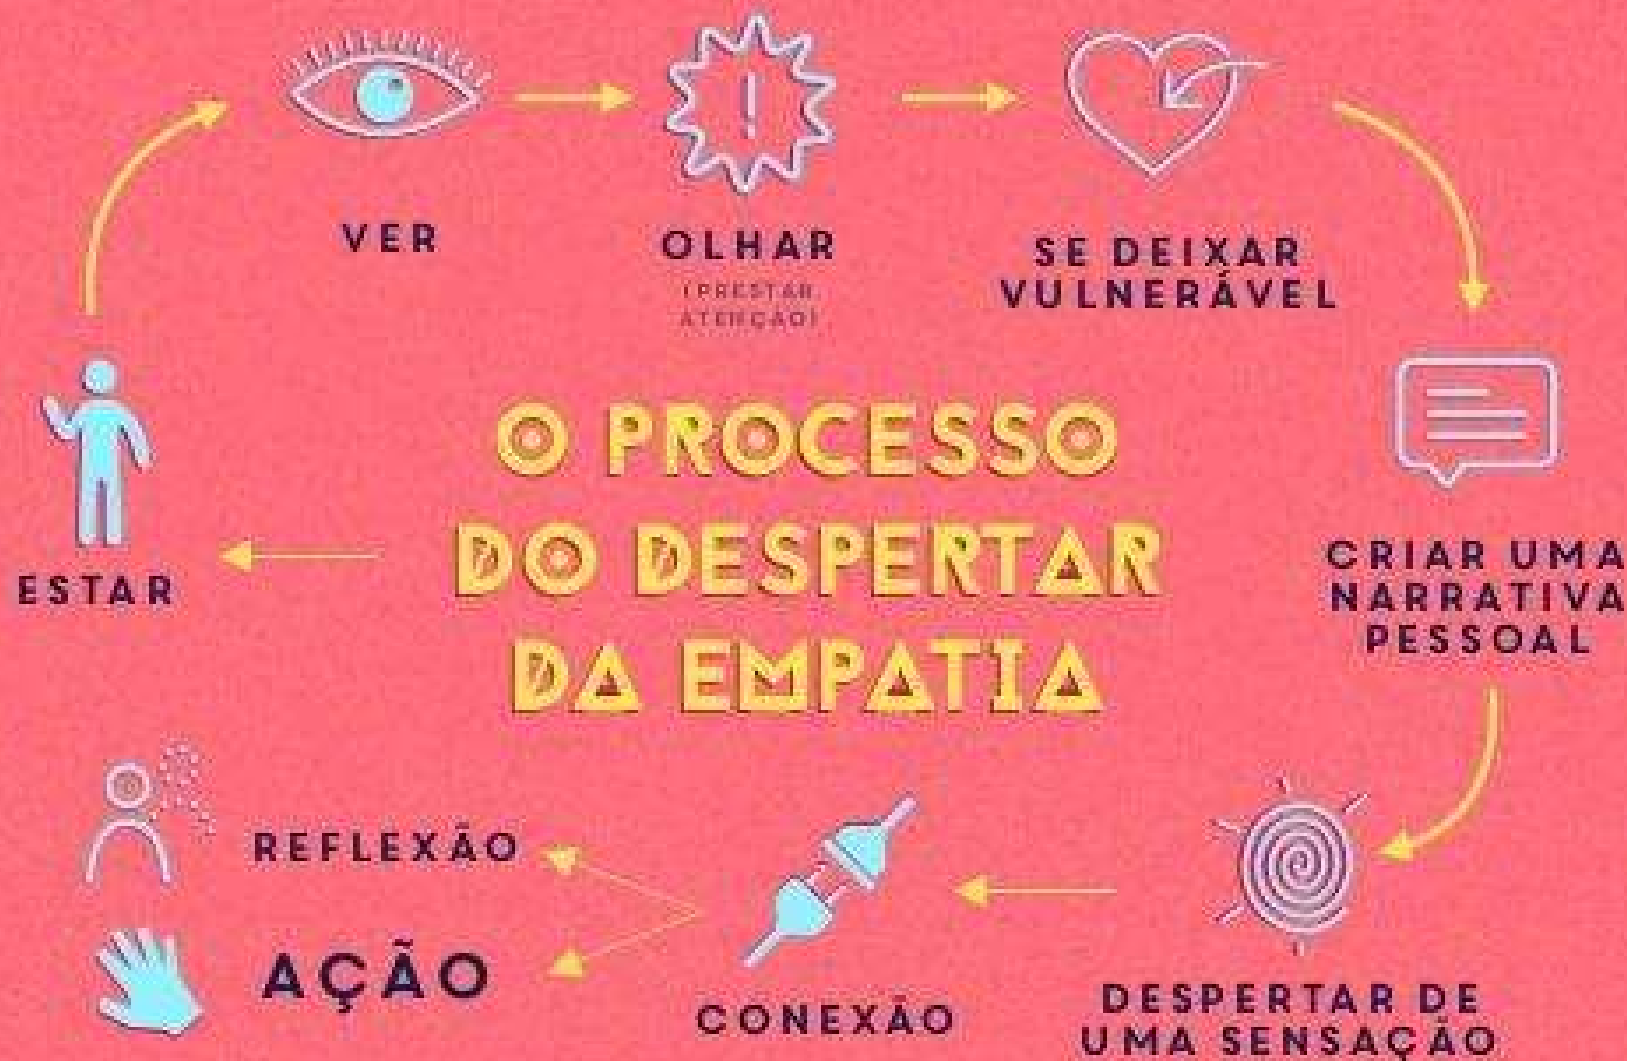 VER
OLHAR
(PRESTAR
ATENÇÃO)
SE DEIXAR
VULNERÁVEL
O PROCESSO
DO DESPERTAR
DA EMPATIA
ESTAR
CRIAR UMA
NARRATIVA
PESSOAL
REFLEXÃO
AÇÃO
CONEXÃO
DESPERTAR DE
UMA SENSAÇÃO